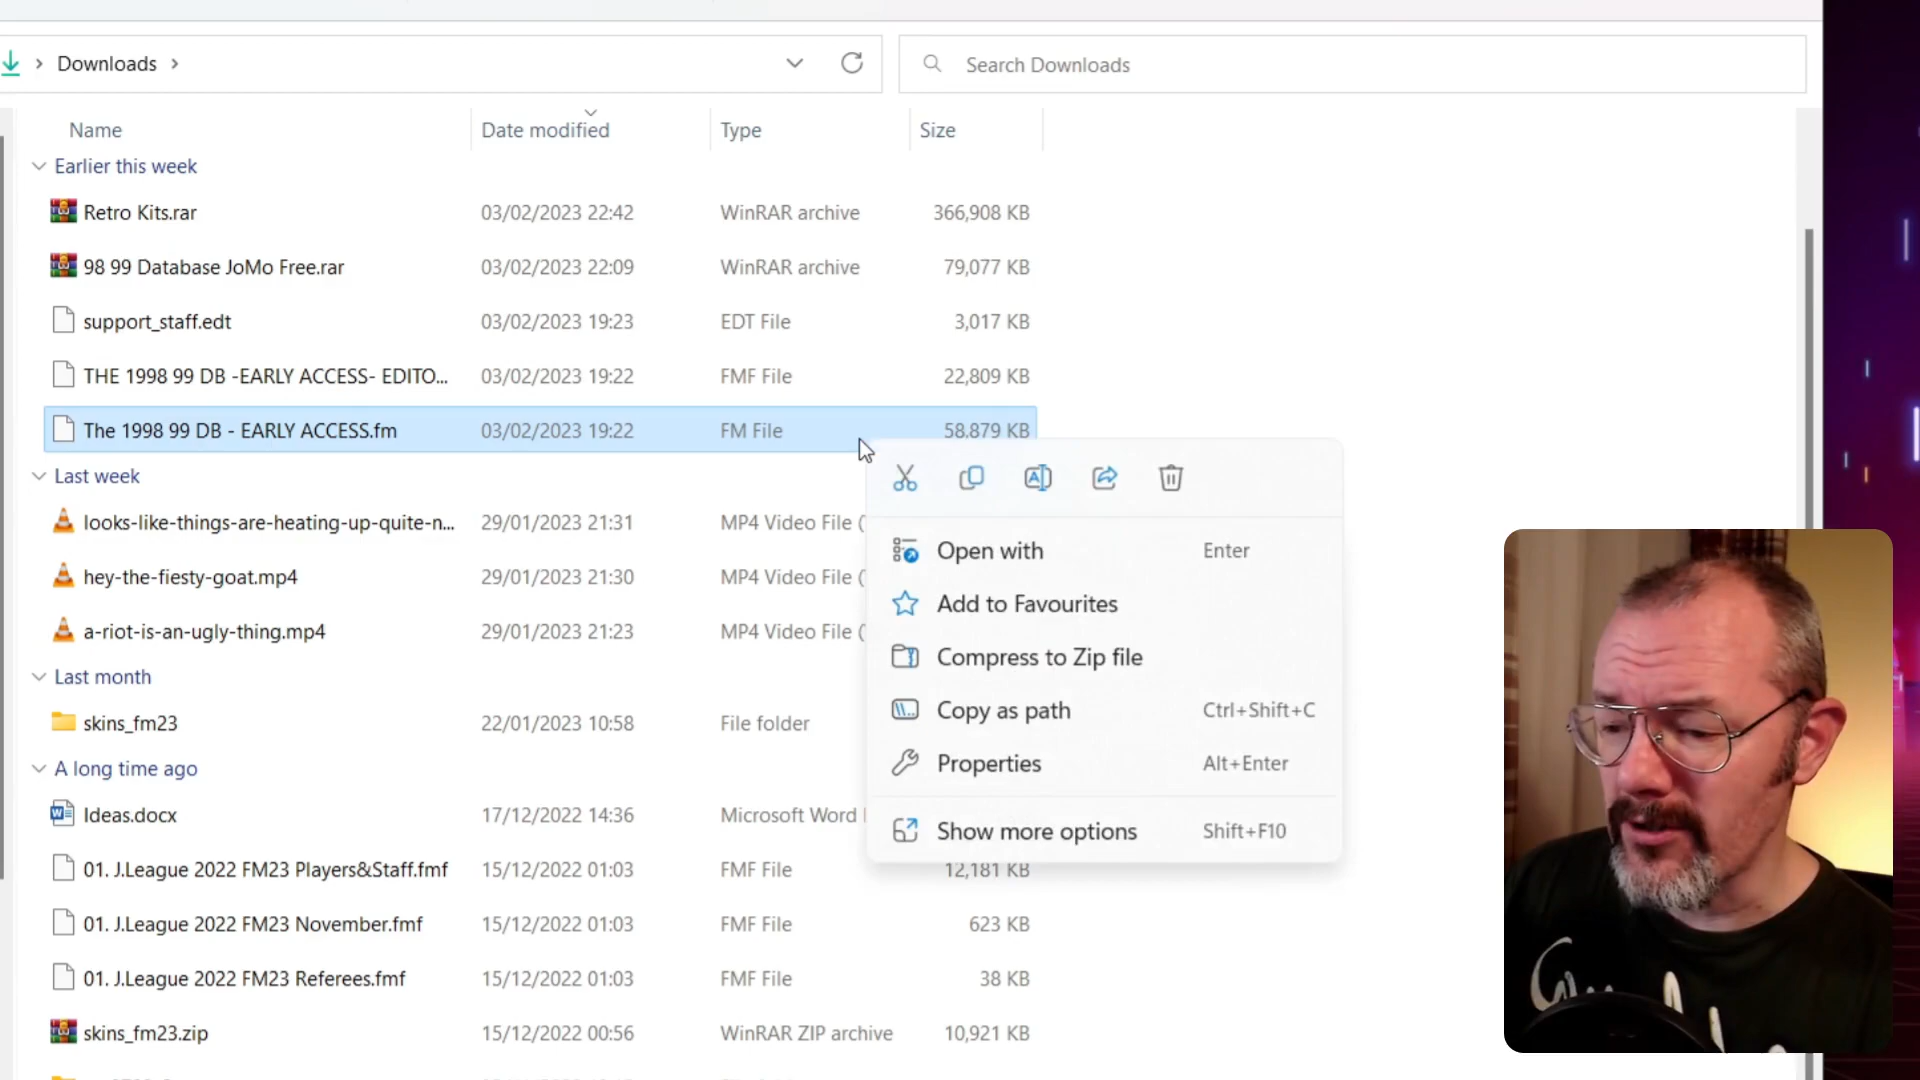 Downloads
Search Downloads
Name Date modified Type Size
Earlier this week
Retro Kits.rar 03/02/2023 22:42 WinRAR archive 366,908 KB
98 99 Database JoMo Free.rar 03/02/2023 22:09 WinRAR archive 79,077 KB
support_staff.edt 03/02/2023 19:23 EDT File 3,017 KB
THE 1998 99 DB -EARLY ACCESS- EDITO... 03/02/2023 19:22 FMF File 22,809 KB
The 1998 99 DB - EARLY ACCESS.fm 03/02/2023 19:22 FM File 58,879 KB
Last week
looks-like-things-are-heating-up-quite-n... 29/01/2023 21:31 MP4 Video File (
hey-the-fiesty-goat.mp4 29/01/2023 21:30 MP4 Video File (
a-riot-is-an-ugly-thing.mp4 29/01/2023 21:23 MP4 Video File (
Last month
skins_fm23 22/01/2023 10:58 File folder
A long time ago
Ideas.docx 17/12/2022 14:36 Microsoft Word
01. J.League 2022 FM23 Players&Staff.fmf 15/12/2022 01:03 FMF File 12,181 KB
01. J.League 2022 FM23 November.fmf 15/12/2022 01:03 FMF File 623 KB
01. J.League 2022 FM23 Referees.fmf 15/12/2022 01:03 FMF File 38 KB
skins_fm23.zip 15/12/2022 00:56 WinRAR ZIP archive 10,921 KB
Open with Enter
Add to Favourites
Compress to Zip file
Copy as path Ctrl+Shift+C
Properties Alt+Enter
Show more options Shift+F10